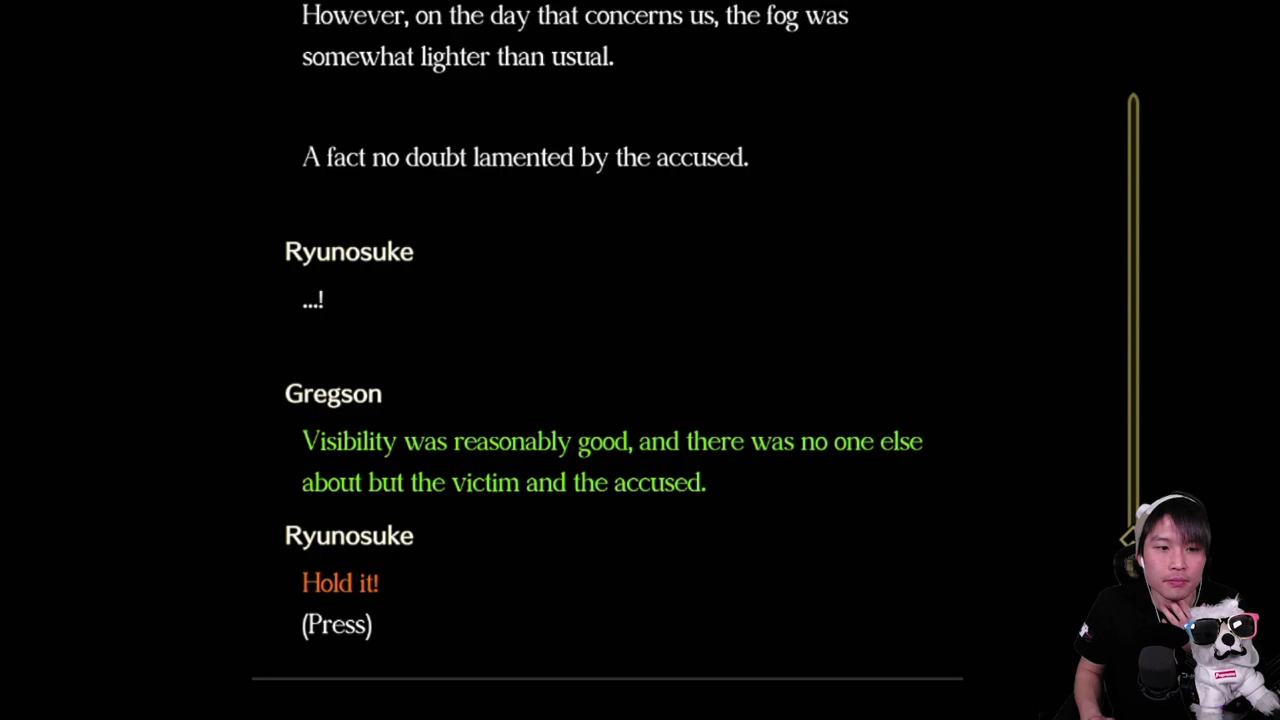 However, on the day that concerns us, the fog was
somewhat lighter than usual.
A fact no doubt lamented by the accused.
Ryunosuke
...!
Gregson
Visibility was reasonably good, and there was no one else
about but the victim and the accused.
Ryunosuke
Hold it!
(Press)
Supreme